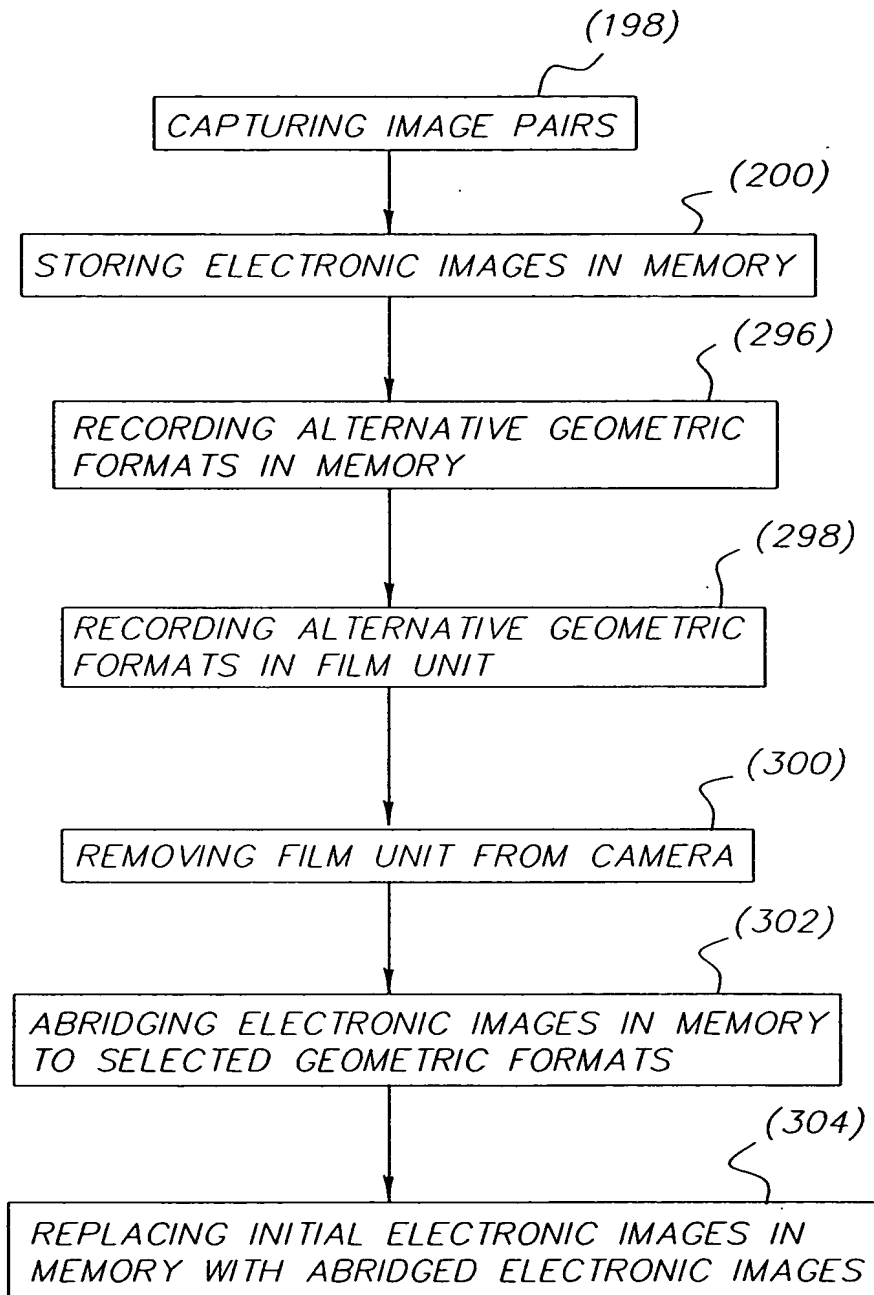 (198)
CAPTURING IMAGE PAIRS
(200)
STORING ELECTRONIC IMAGES IN MEMORY
(296)
RECORDING ALTERNATIVE GEOMETRIC
FORMATS IN MEMORY
(298)
RECORDING ALTERNATIVE GEOMETRIC
FORMATS IN FILM UNIT
(300)
REMOVING FILM UNIT FROM CAMERA
(302)
ABRIDGING ELECTRONIC IMAGES IN MEMORY
TO SELECTED GEOMETRIC FORMATS
(304)
REPLACING INITIAL ELECTRONIC IMAGES IN
MEMORY WITH ABRIDGED ELECTRONIC IMAGES